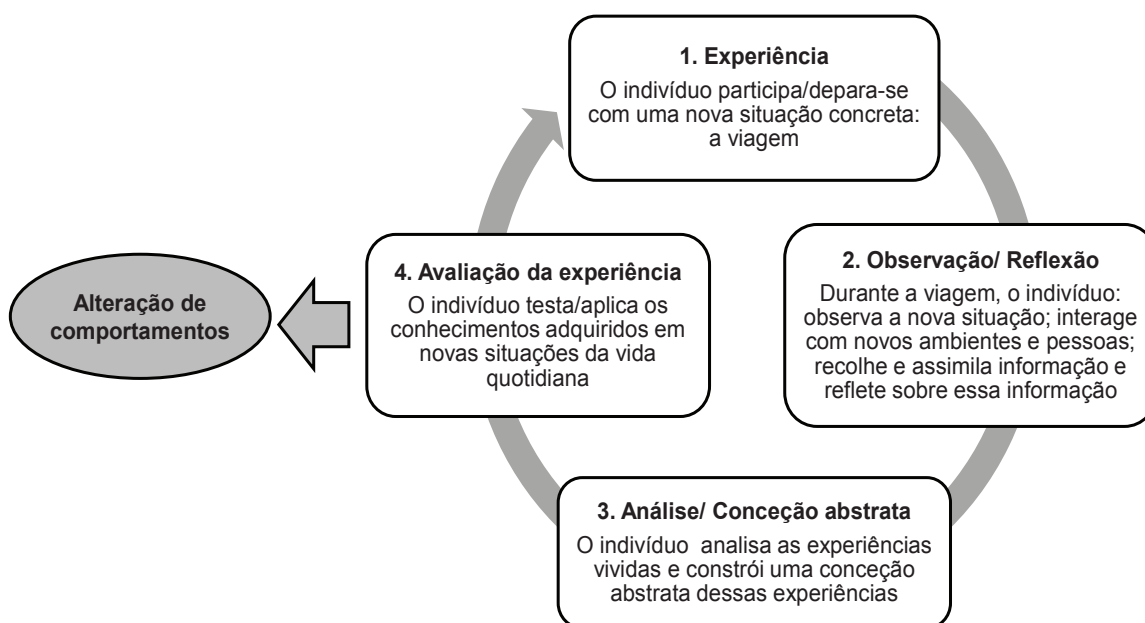 1. Experiência
O indivíduo participa/depara-se
com uma nova situação concreta:
a viagem
2. Observação/ Reflexão
Durante a viagem, o indivíduo:
observa a nova situação; interage
com novos ambientes e pessoas;
recolhe e assimila informação e
reflete sobre essa informação
3. Análise/ Conceção abstrata
O indivíduo analisa as experiências
vividas e constrói uma conceção
abstrata dessas experiências
4. Avaliação da experiência
O indivíduo testa/aplica os
conhecimentos adquiridos em
novas situações da vida
quotidiana
Alteração de
comportamentos